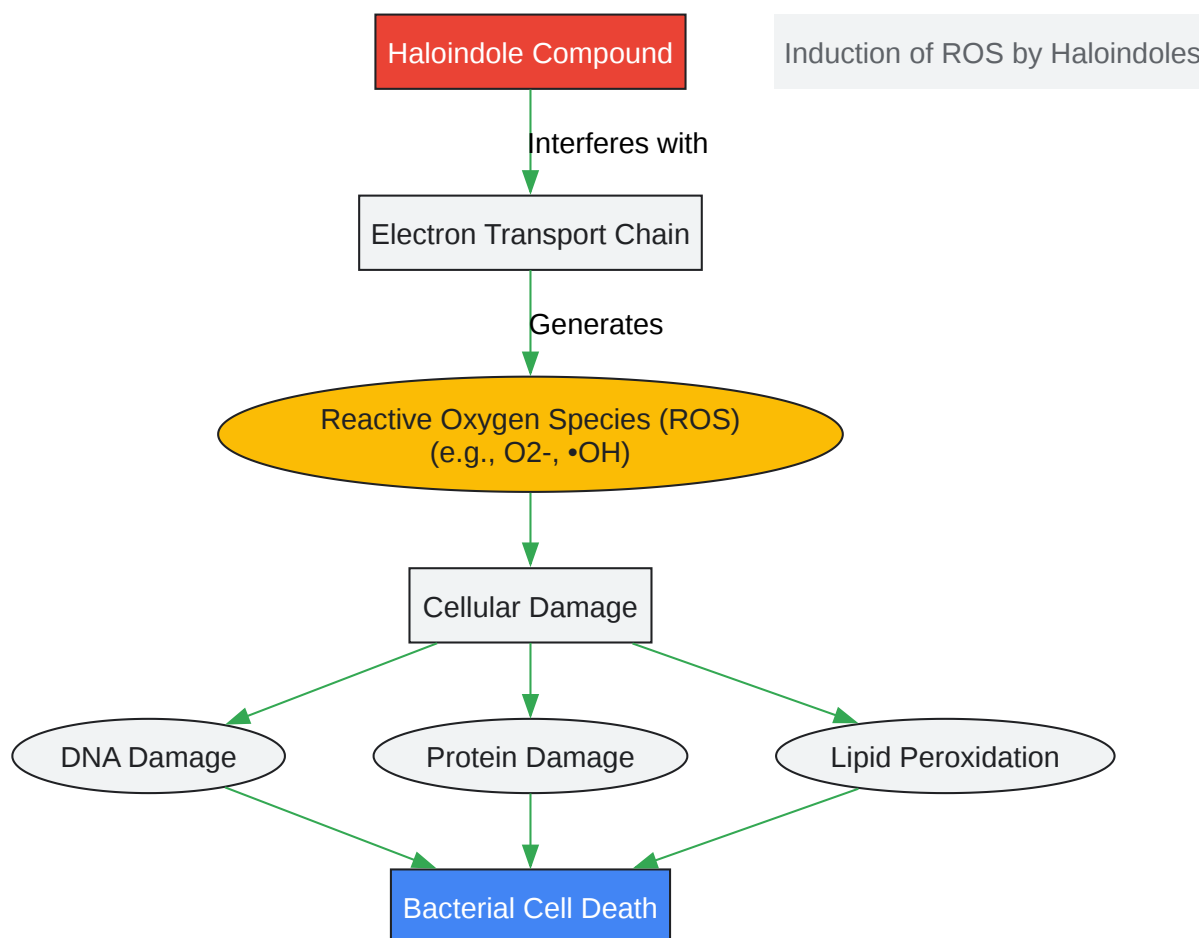 Haloindole Compound
Induction of ROS by Haloindoles
Interferes with
Electron Transport Chain
Generates
Reactive Oxygen Species (ROS)
(e.g., O2-, •OH)
Cellular Damage
DNA Damage
Protein Damage
Lipid Peroxidation
Bacterial Cell Death